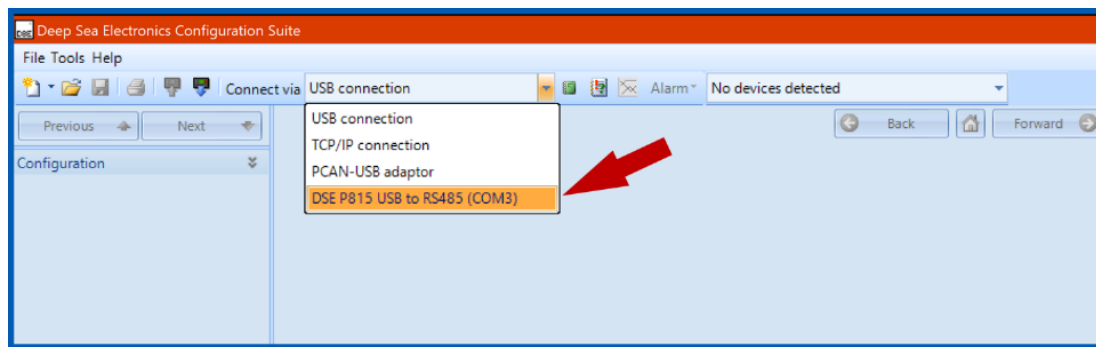 DSE Deep Sea Electronics Configuration Suite
File Tools Help
Connect via USB connection Alarm No devices detected
Previous Next Back Forward
USB connection
TCP/IP connection
Configuration
PCAN-USB adaptor
DSE P815 USB to RS485 (COM3)